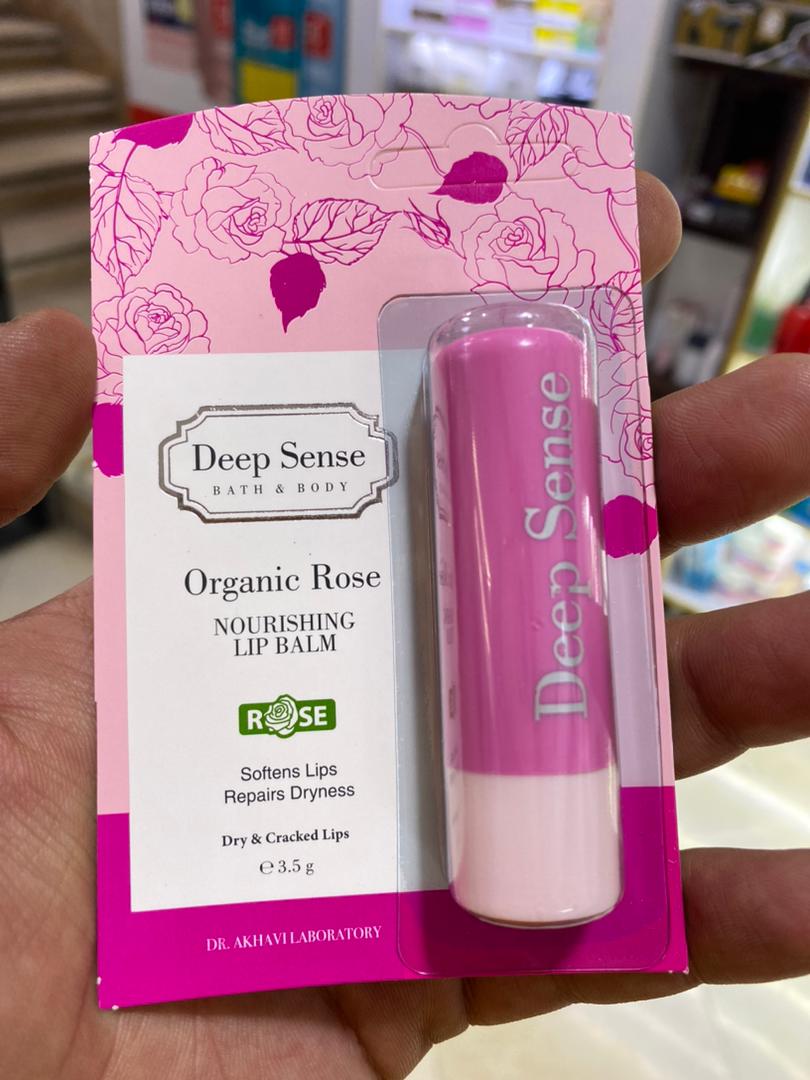 Deep Sense
BATH & BODY
Organic Rose
NOURISHING
LIP BALM
ROSE
Softens Lips
Repairs Dryness
Dry & Cracked Lips
℮ 3.5 g
DR. AKHAVI LABORATORY
Deep Sense